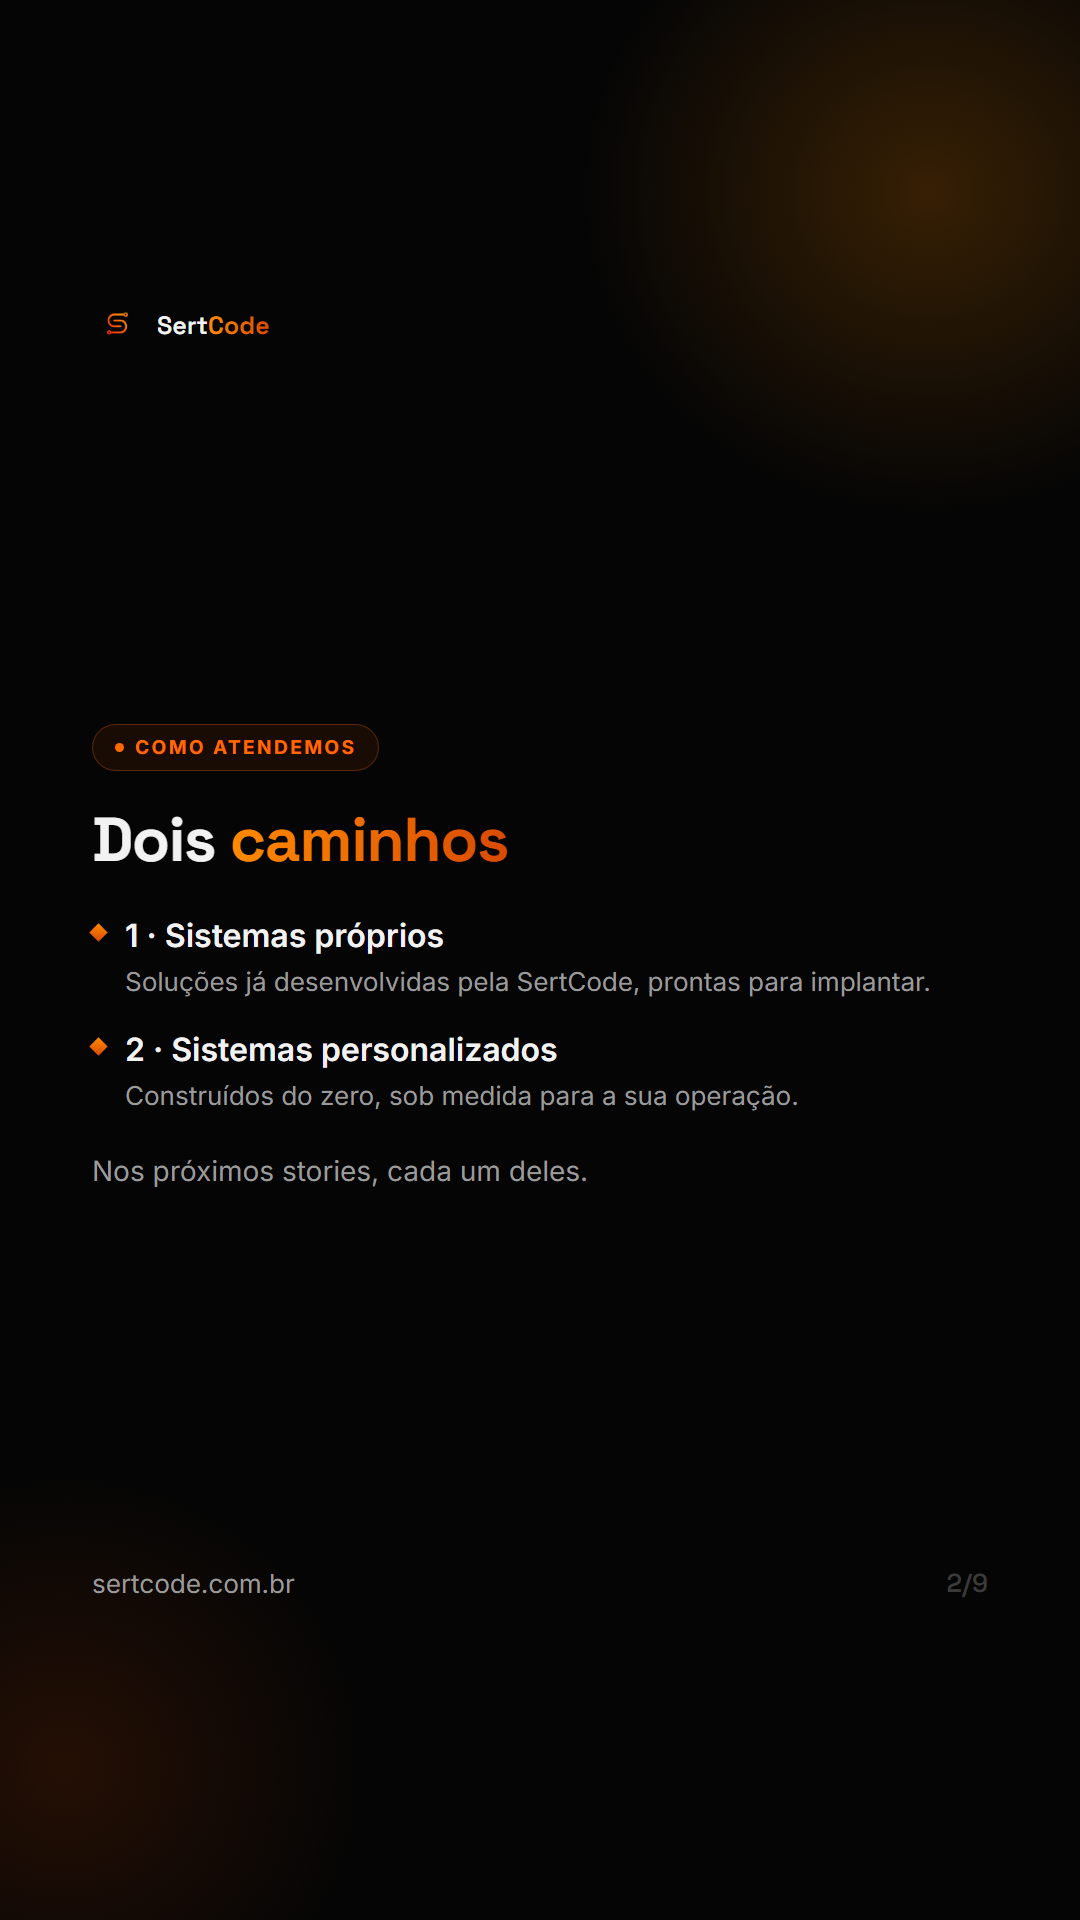 SertCode
COMO ATENDEMOS
Dois caminhos
1 · Sistemas próprios
Soluções já desenvolvidas pela SertCode, prontas para implantar.
2 · Sistemas personalizados
Construídos do zero, sob medida para a sua operação.
Nos próximos stories, cada um deles.
sertcode.com.br
2/9